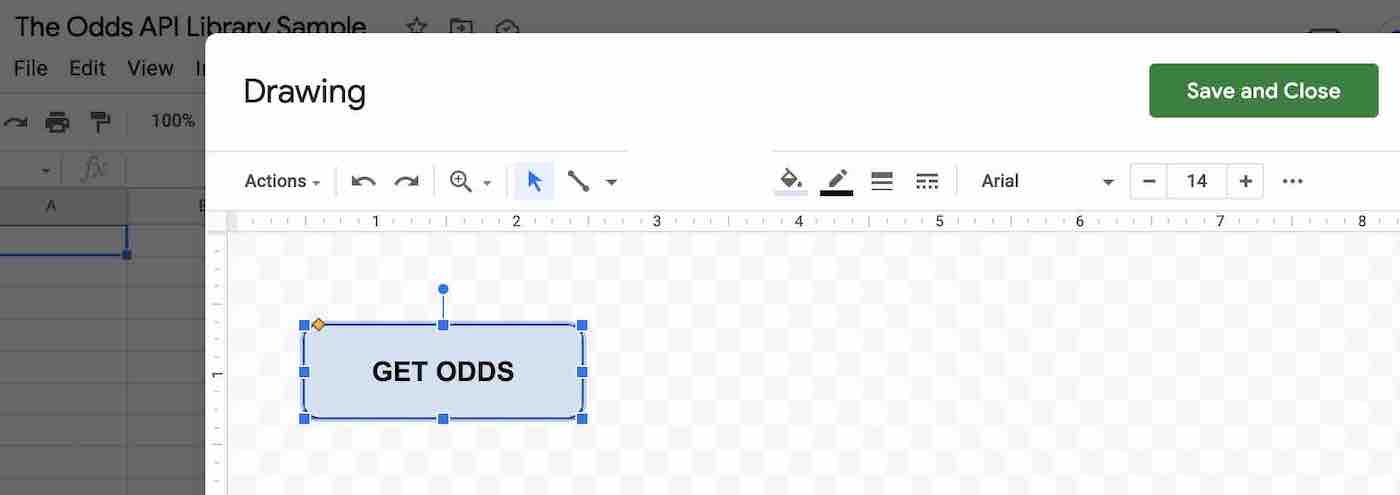 The Odds API Library Sample
File Edit View
Drawing
Save and Close
100%
Actions
Arial
14
fx
A
1 2 3 4 5 6 7 8
GET ODDS
1